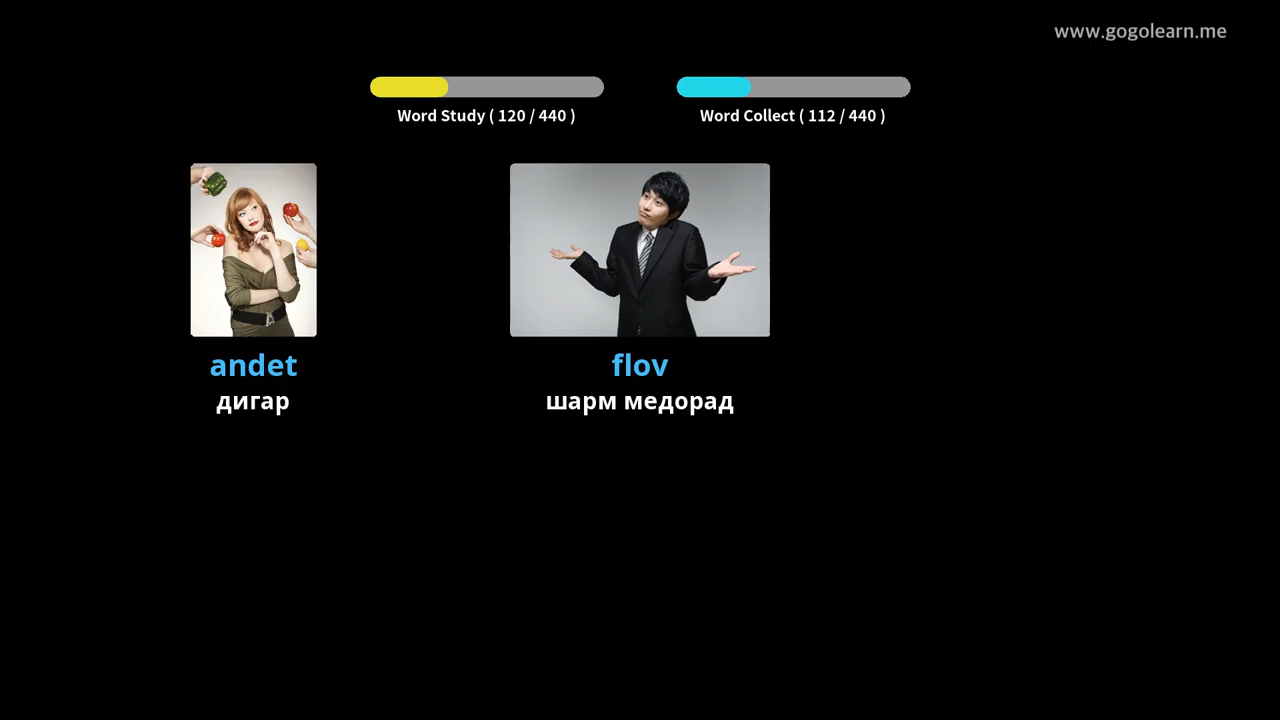 www.gogolearn.me
Word Study ( 120 / 440 )
Word Collect ( 112 / 440 )
andet
дигар
flov
шарм медорад